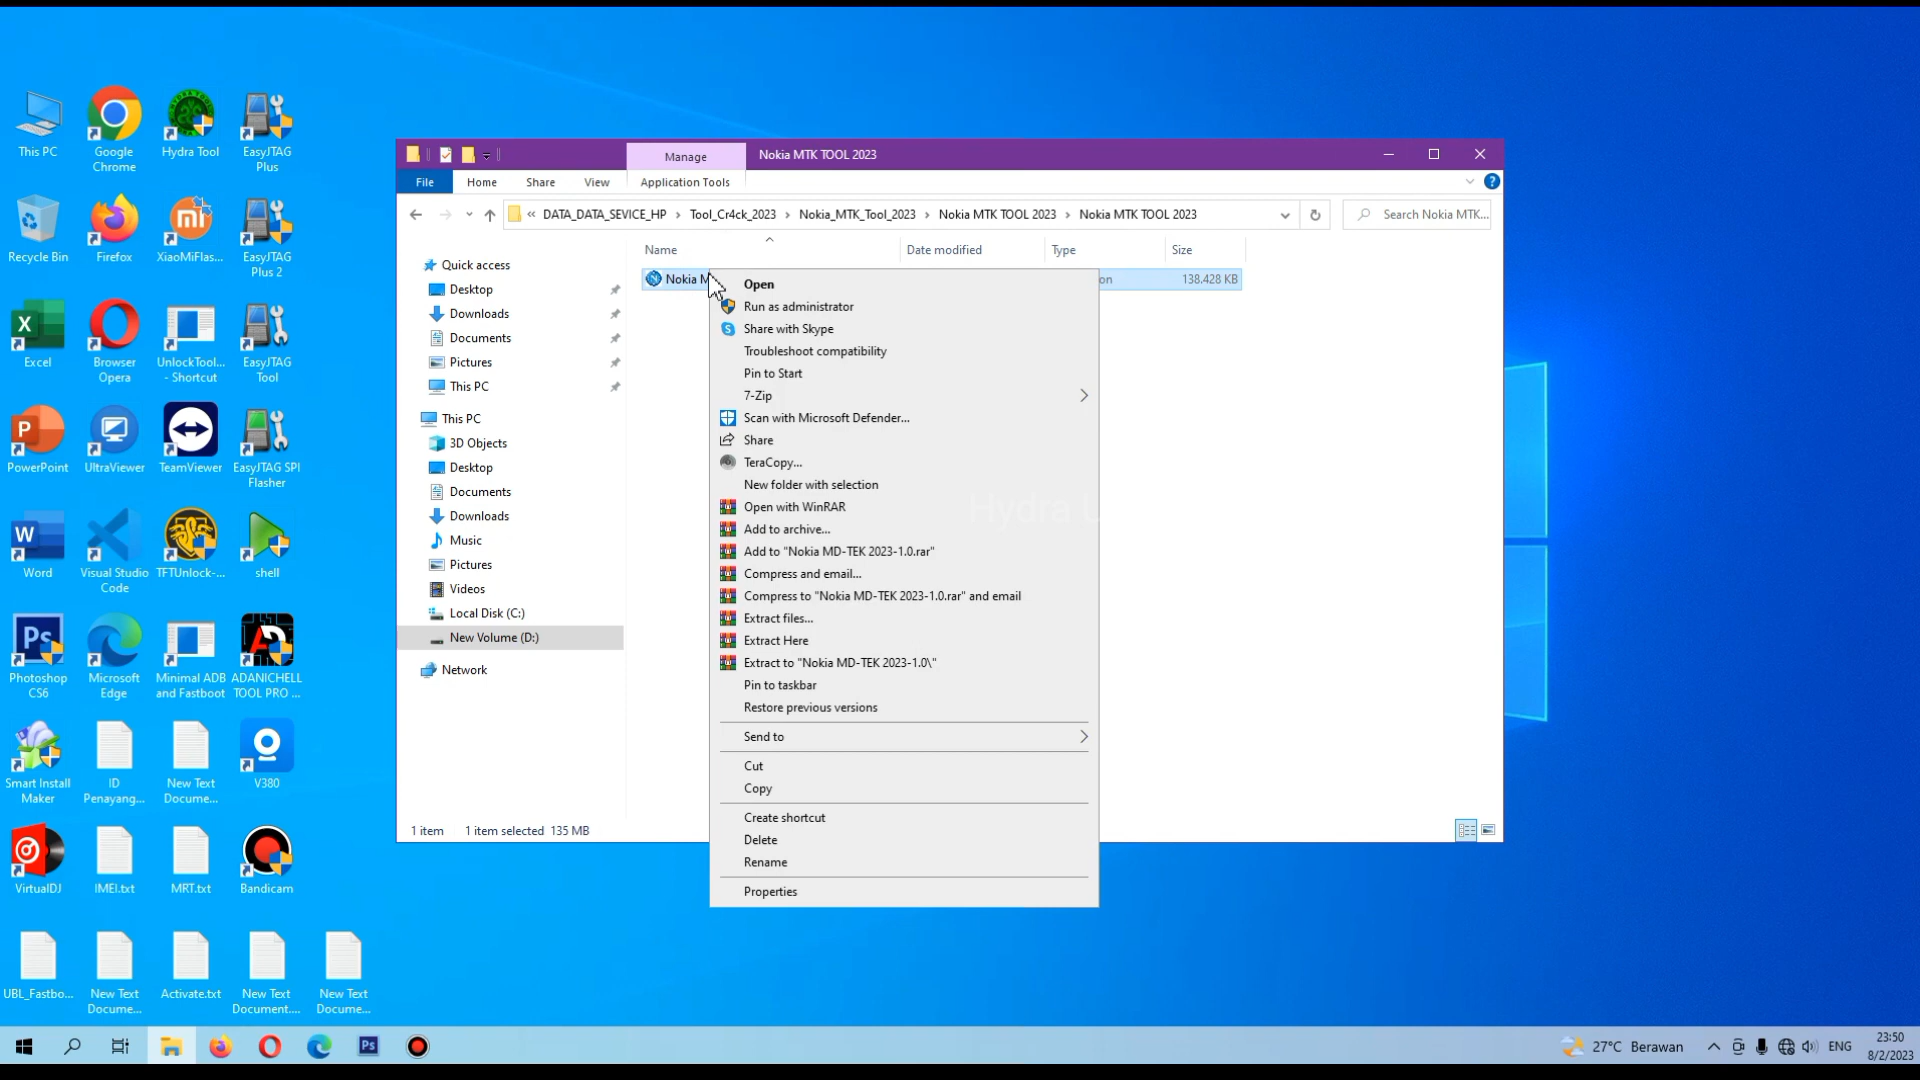 This PC
Google Chrome
Hydra Tool
EasyJTAG Plus
Recycle Bin
Firefox
XiaoMiFlas...
EasyJTAG Plus 2
Excel
Browser Opera
UnlockTool... - Shortcut
EasyJTAG Tool
PowerPoint
UltraViewer
TeamViewer
EasyJTAG SPI Flasher
Word
Visual Studio Code
TFTUnlock-...
shell
Photoshop CS6
Microsoft Edge
Minimal ADB and Fastboot
ADANICHELL TOOL PRO ...
Smart Install Maker
ID Penayang...
New Text Docume...
V380
VirtualDJ
IMEI.txt
MRT.txt
Bandicam
UBL_Fastbo...
New Text Docume...
Activate.txt
New Text Document....
New Text Docume...
Manage
Nokia MTK TOOL 2023
File
Home
Share
View
Application Tools
« DATA_DATA_SEVICE_HP › Tool_Cr4ck_2023 › Nokia_MTK_Tool_2023 › Nokia MTK TOOL 2023 › Nokia MTK TOOL 2023
Search Nokia MTK...
Name
Date modified
Type
Size
Nokia M
on
138.428 KB
Quick access
Desktop
Downloads
Documents
Pictures
This PC
This PC
3D Objects
Desktop
Documents
Downloads
Music
Pictures
Videos
Local Disk (C:)
New Volume (D:)
Network
Open
Run as administrator
Share with Skype
Troubleshoot compatibility
Pin to Start
7-Zip
Scan with Microsoft Defender...
Share
TeraCopy...
New folder with selection
Open with WinRAR
Add to archive...
Add to "Nokia MD-TEK 2023-1.0.rar"
Compress and email...
Compress to "Nokia MD-TEK 2023-1.0.rar" and email
Extract files...
Extract Here
Extract to "Nokia MD-TEK 2023-1.0\"
Pin to taskbar
Restore previous versions
Send to
Cut
Copy
Create shortcut
Delete
Rename
Properties
Hydra L
1 item
1 item selected 135 MB
27°C Berawan
ENG
23:50
8/2/2023